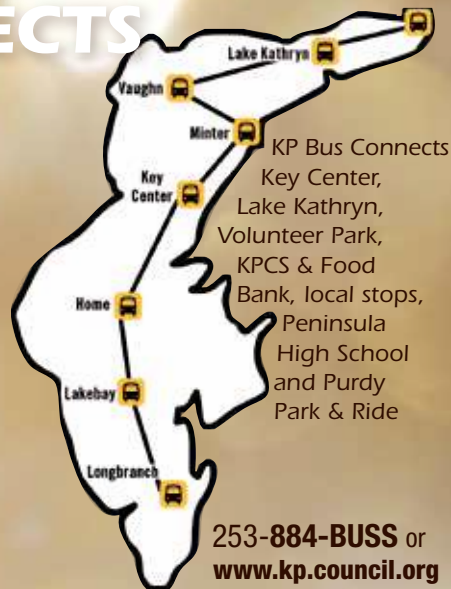 ECTS
Lake Kathryn
Vaughn
Minter
Key
Center
Home
Lakebay
Longbranch
KP Bus Connects
Key Center,
Lake Kathryn,
Volunteer Park,
KPCS & Food
Bank, local stops,
Peninsula
High School
and Purdy
Park & Ride
253-884-BUSS or
www.kp.council.org